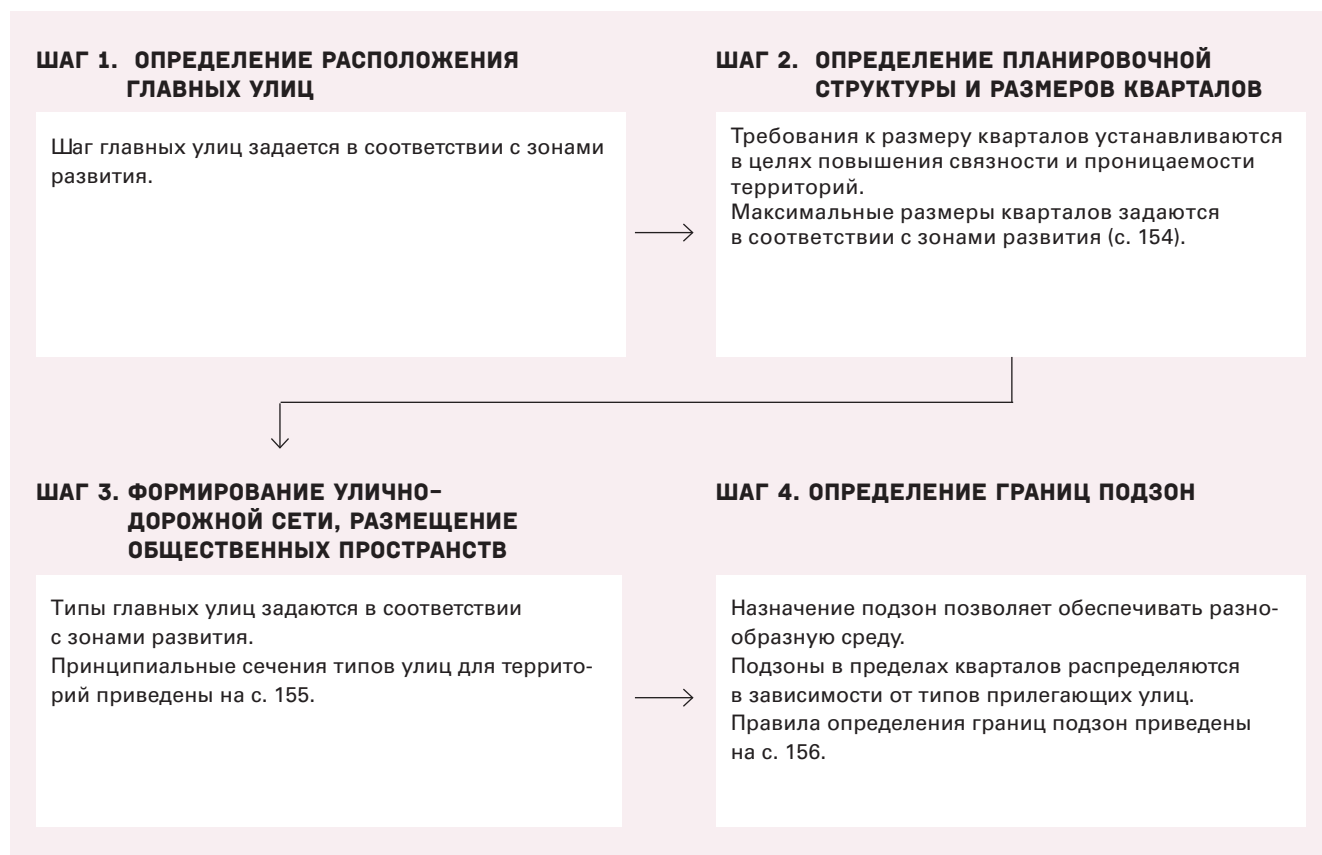 ШАГ 1. ОПРЕДЕЛЕНИЕ РАСПОЛОЖЕНИЯ
ГЛАВНЫХ УЛИЦ
Шаг главных улиц задается в соответствии с зонами
развития.
ШАГ 2. ОПРЕДЕЛЕНИЕ ПЛАНИРОВОЧНОЙ
СТРУКТУРЫ И РАЗМЕРОВ КВАРТАЛОВ
Требования к размеру кварталов устанавливаются
в целях повышения связности и проницаемости
территорий.
Максимальные размеры кварталов задаются
в соответствии с зонами развития (с. 154).
ШАГ 3. ФОРМИРОВАНИЕ УЛИЧНО-
ДОРОЖНОЙ СЕТИ, РАЗМЕЩЕНИЕ
ОБЩЕСТВЕННЫХ ПРОСТРАНСТВ
Типы главных улиц задаются в соответствии
с зонами развития.
Принципиальные сечения типов улиц для террито-
рий приведены на с. 155.
ШАГ 4. ОПРЕДЕЛЕНИЕ ГРАНИЦ ПОДЗОН
Назначение подзон позволяет обеспечивать разно-
образную среду.
Подзоны в пределах кварталов распределяются
в зависимости от типов прилегающих улиц.
Правила определения границ подзон приведены
на с. 156.